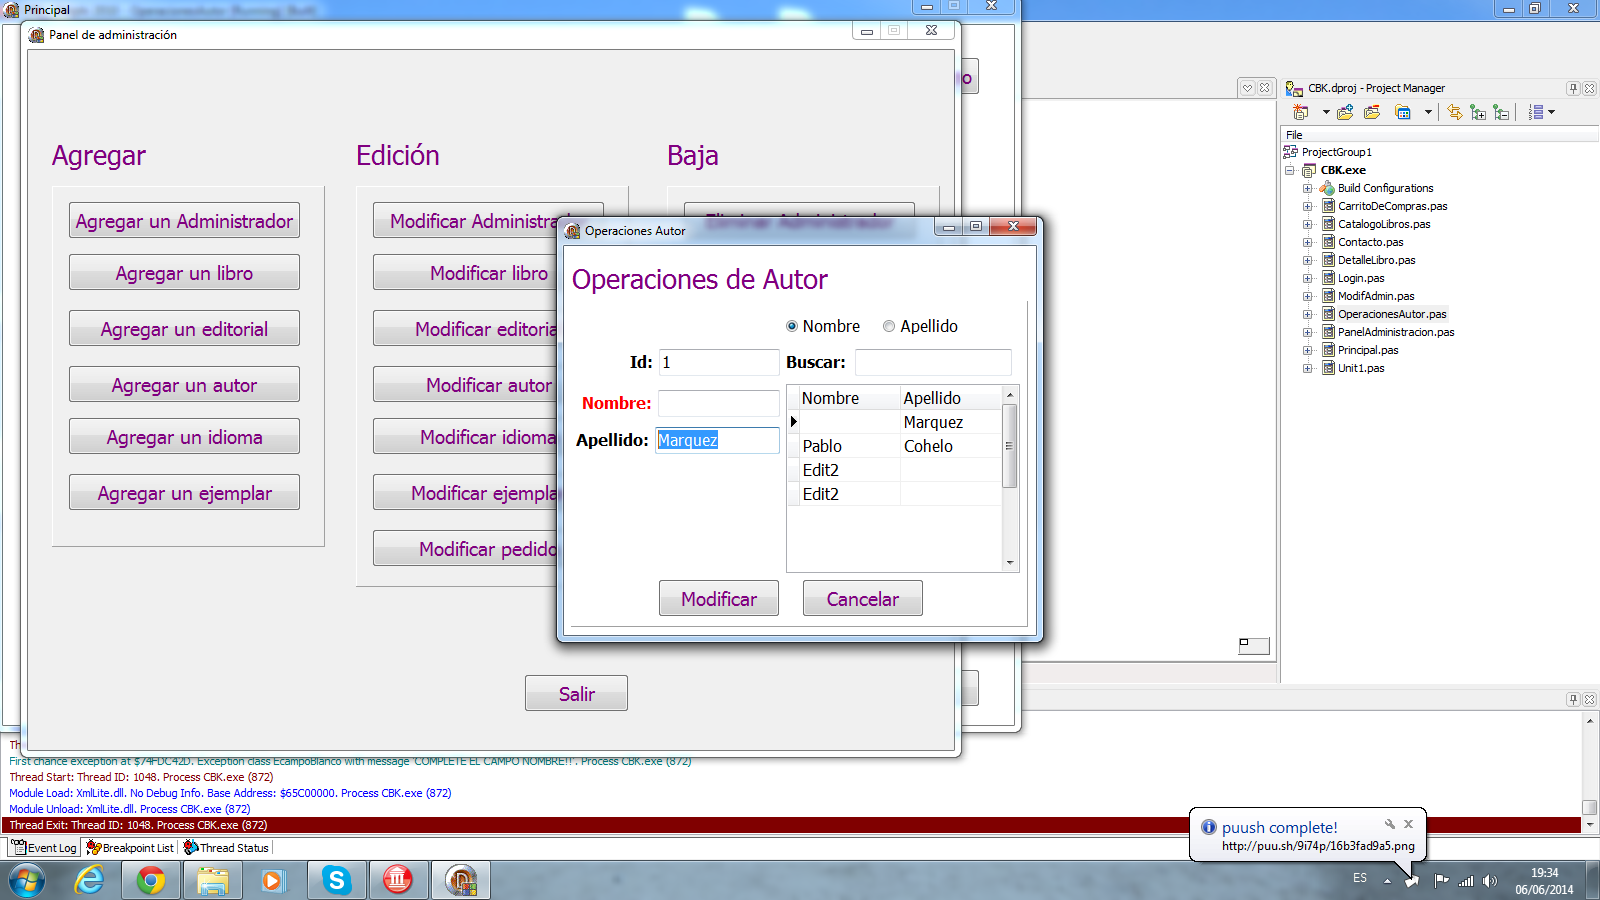 Principal
Panel de administración
Agregar
Edición
Baja
Agregar un Administrador
Agregar un libro
Agregar un editorial
Agregar un autor
Agregar un idioma
Agregar un ejemplar
Modificar
Modificar libro
Modificar
Modificar autor
Modificar idioma
Modificar
Modificar pedido
Eliminar Administrador
Salir
Operaciones Autor
Operaciones de Autor
Nombre
Apellido
Id:
1
Buscar:
Nombre:
Apellido:
Marquez
Nombre Apellido
Marquez
Pablo Cohelo
Edit2
Edit2
Modificar
Cancelar
CBK.dproj - Project Manager
File
ProjectGroup1
CBK.exe
Build Configurations
CarritoDeCompras.pas
CatalogoLibros.pas
Contacto.pas
DetalleLibro.pas
Login.pas
ModifAdmin.pas
OperacionesAutor.pas
PanelAdministracion.pas
Principal.pas
Unit1.pas
First chance exception at $74FDC42D. Exception class EcampoBlanco with message 'COMPLETE EL CAMPO NOMBRE!!'. Process CBK.exe (872)
Thread Start: Thread ID: 1048. Process CBK.exe (872)
Module Load: XmlLite.dll. No Debug Info. Base Address: $65C00000. Process CBK.exe (872)
Module Unload: XmlLite.dll. Process CBK.exe (872)
Thread Exit: Thread ID: 1048. Process CBK.exe (872)
Event Log
Breakpoint List
Thread Status
puush complete!
http://puu.sh/9i74p/16b3fad9a5.png
ES
19:34
06/06/2014